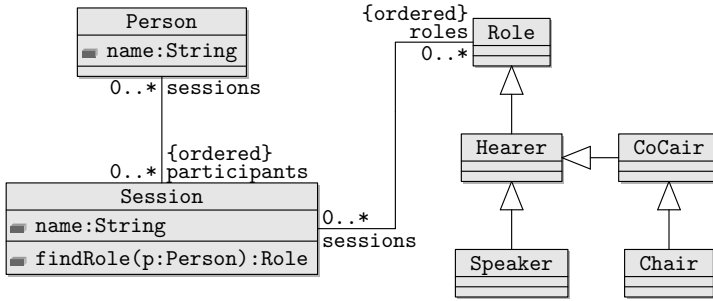 Person
name:String
0..* sessions
{ordered}
0..* participants
Session
name:String
findRole(p:Person):Role
{ordered}
roles
0..*
0..*
sessions
Role
Hearer
CoCair
Speaker
Chair